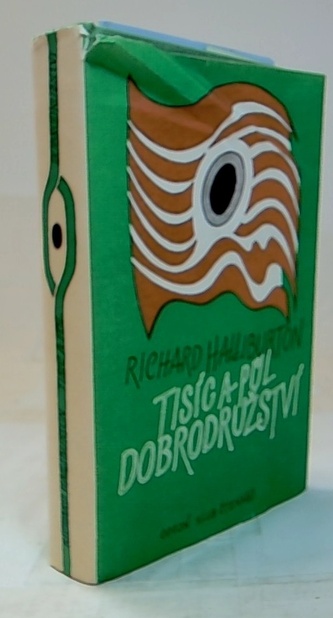 RICHARD HALLIBURTON
TISÍC A PŮL
DOBRODRUŽSTVÍ